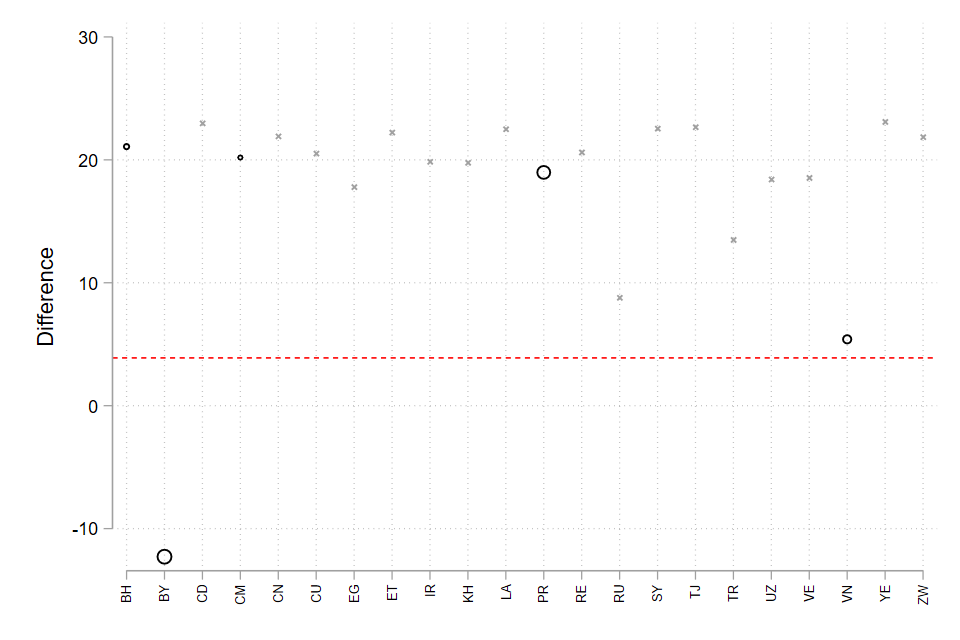 30
20
10
0
-10
Difference
BH BY CD CM CN CU EG ET IR KH LA PR RE RU SY TJ TR UZ VE VN YE ZW